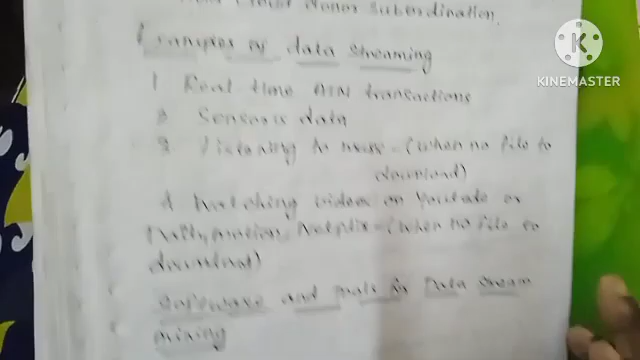 Subordination.
KINEMASTER
Examples of data streaming
1 Real time ATM transactions
2 Sensors data
3 Listening to music - (when no file to
download)
4 Watching videos on Youtube or
Netflix - (when no file to
download)
Software and tools for Data stream
mining